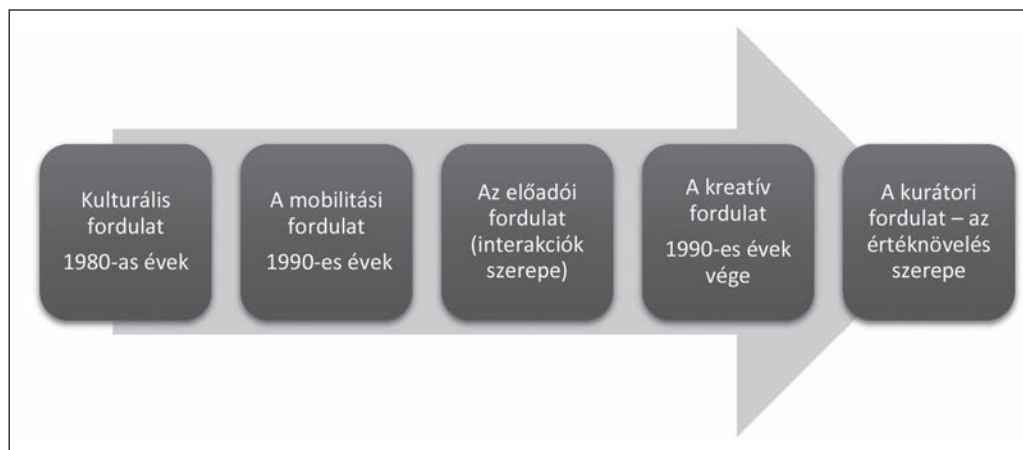 Kulturális
fordulat
1980-as évek
A mobilitási
fordulat
1990-es évek
Az előadói
fordulat
(interakciók
szerepe)
A kreatív
fordulat
1990-es évek
vége
A kurátori
fordulat – az
értéknövelés
szerepe